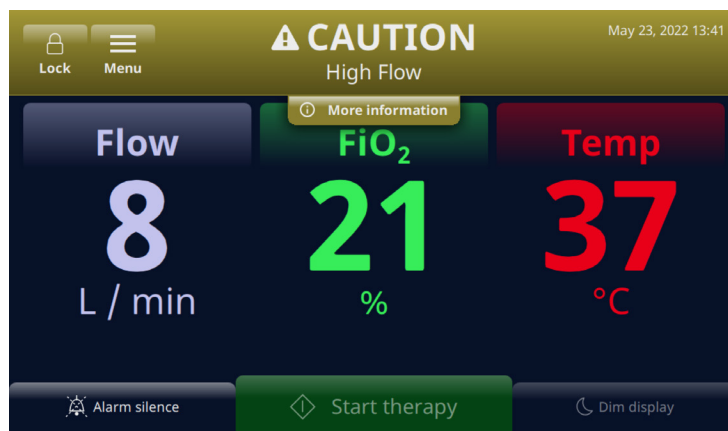 CAUTION
May 23, 2022 13:41
Lock
Menu
High Flow
More information
Flow
FiO₂
Temp
8
21
37
L / min
%
°C
Alarm silence
Start therapy
Dim display